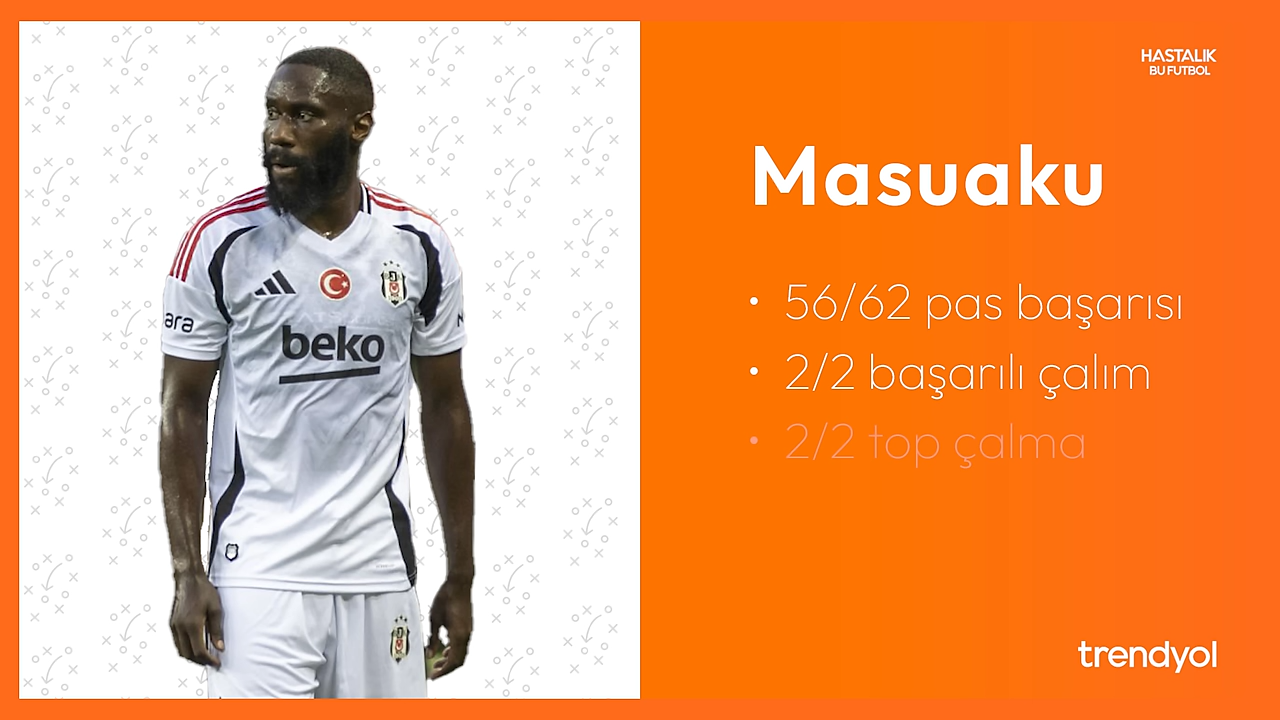 HASTALIK
BU FUTBOL
Masuaku
• 56/62 pas başarısı
• 2/2 başarılı çalım
• 2/2 top çalma
ara
beko
trendyol